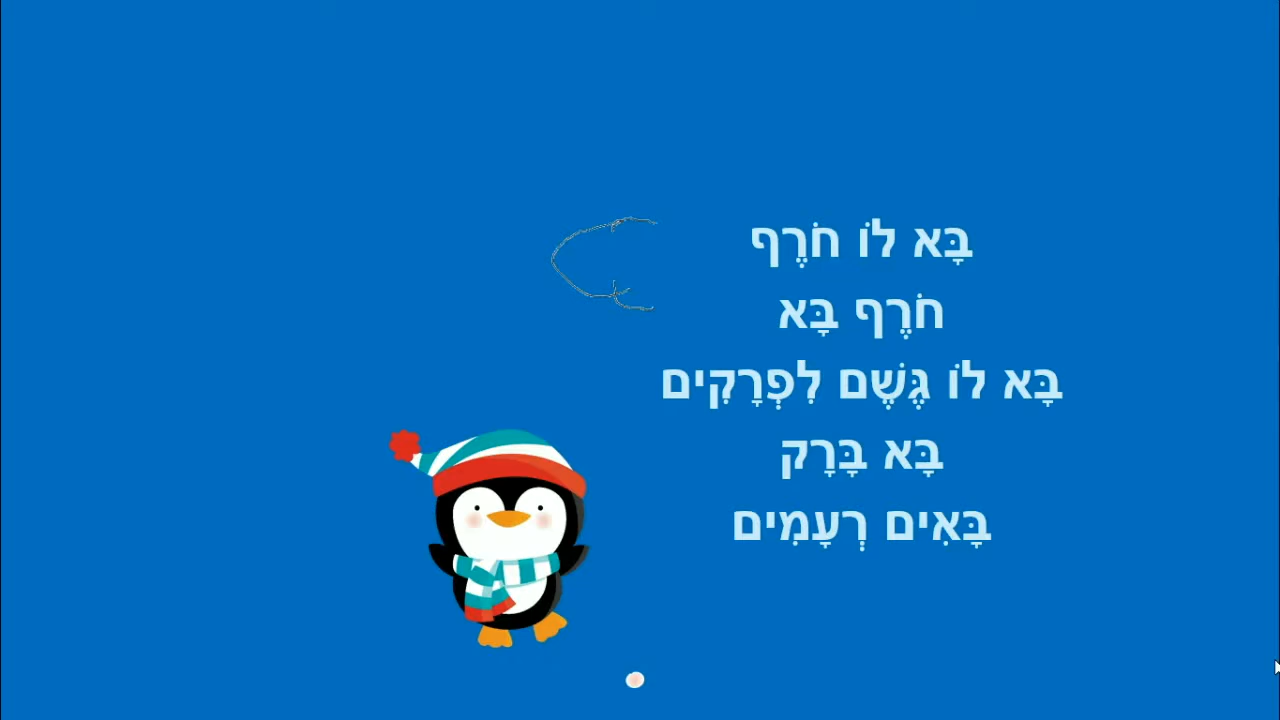 בָּא לוֹ חֹרֶף
חֹרֶף בָּא
בָּא לוֹ גֶּשֶׁם לִפְרָקִים
בָּא בָּרָק
בָּאִים רְעָמִים